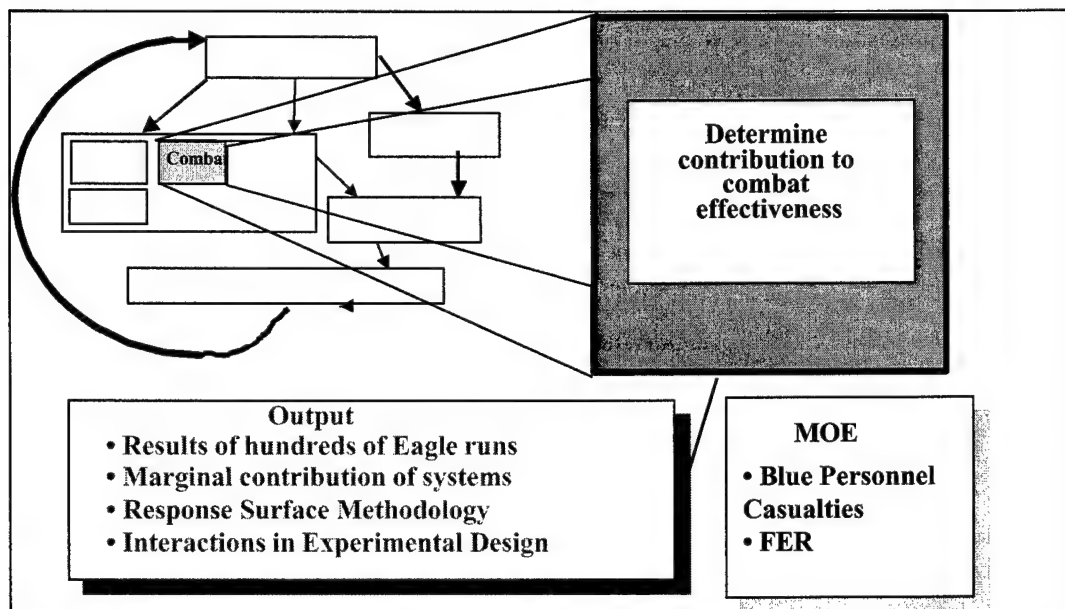 Comba
Determine
contribution to
combat
effectiveness
Output
• Results of hundreds of Eagle runs
• Marginal contribution of systems
• Response Surface Methodology
• Interactions in Experimental Design
MOE
• Blue Personnel
Casualties
• FER